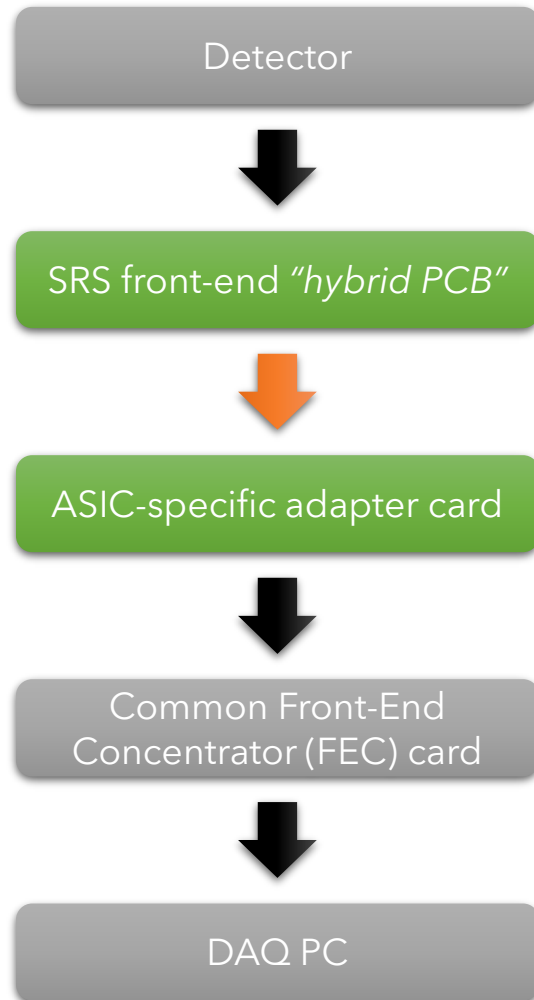 Detector
SRS front-end “hybrid PCB”
ASIC-specific adapter card
Common Front-End
Concentrator (FEC) card
DAQ PC